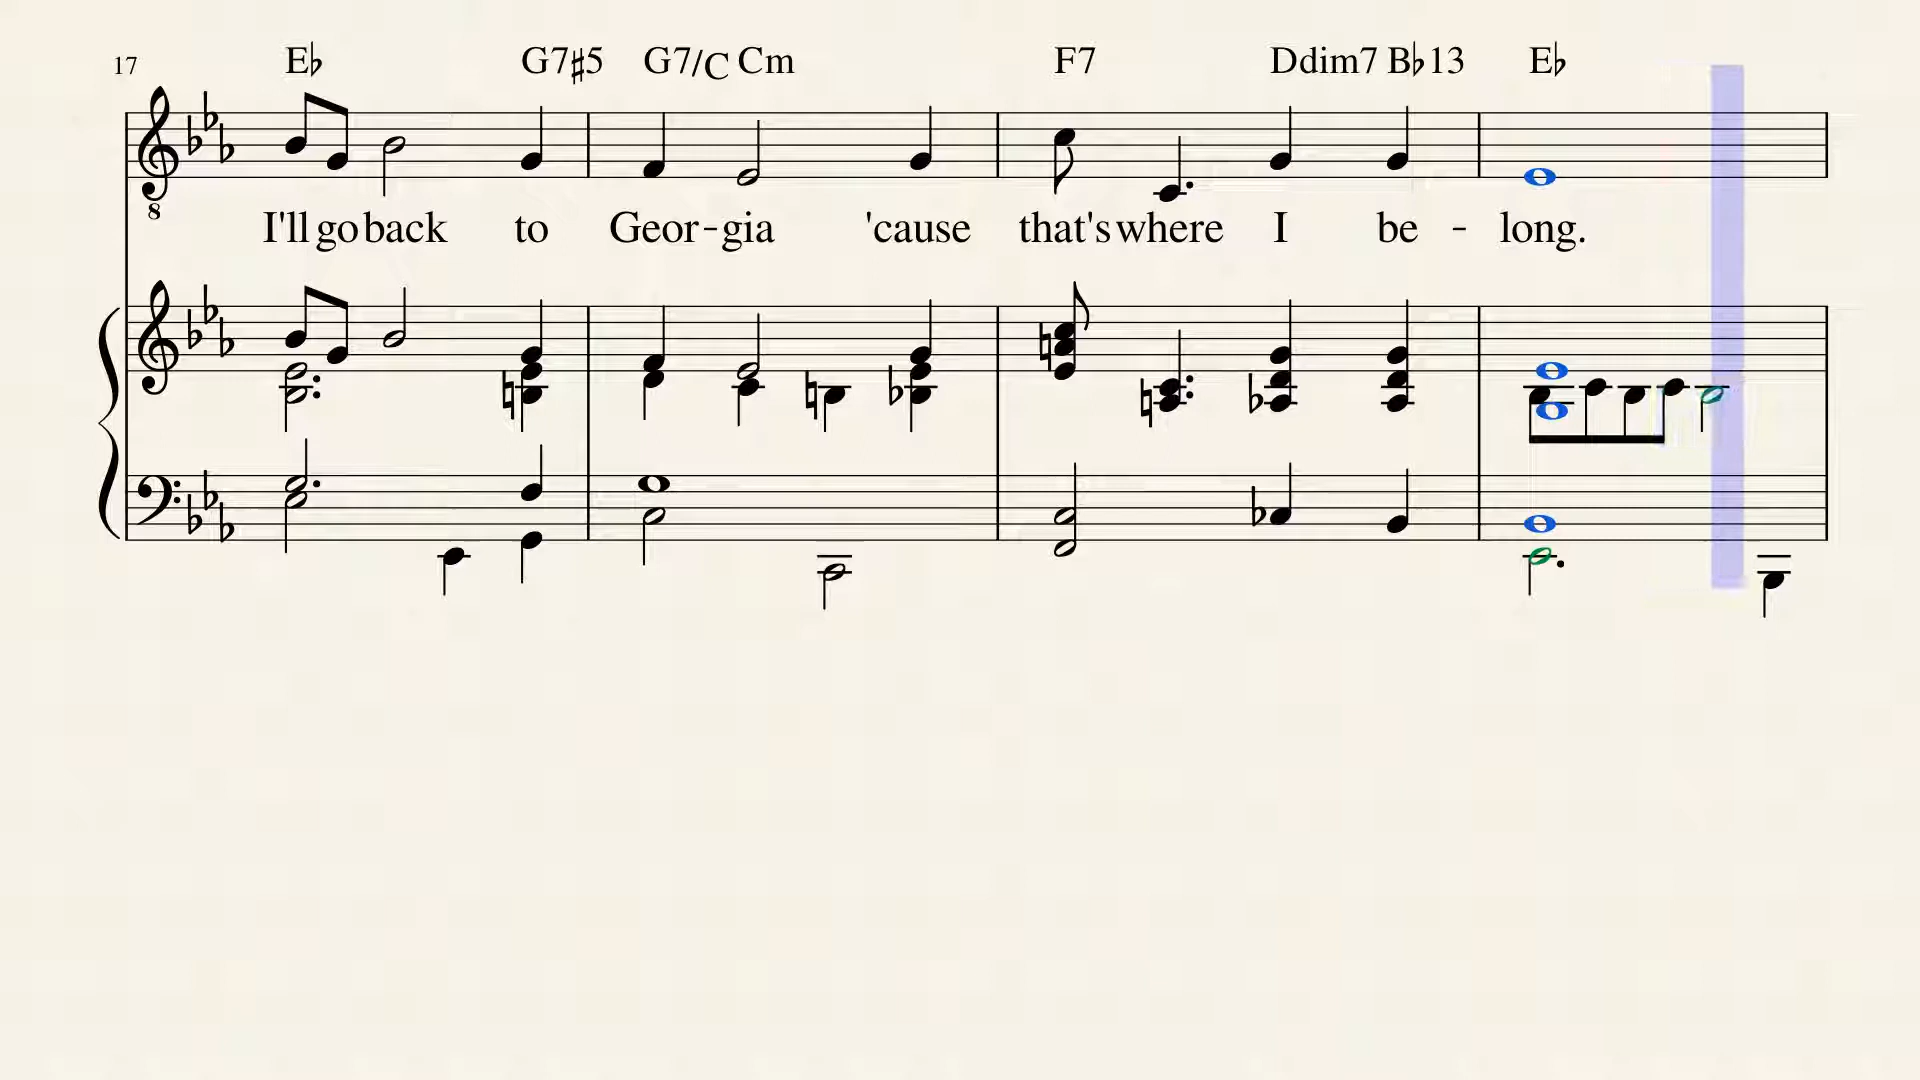 17 E♭ G7♯5 G7/C Cm F7 Ddim7 B♭13 E♭
8
I'll go back to Geor-gia 'cause that's where I be - long.